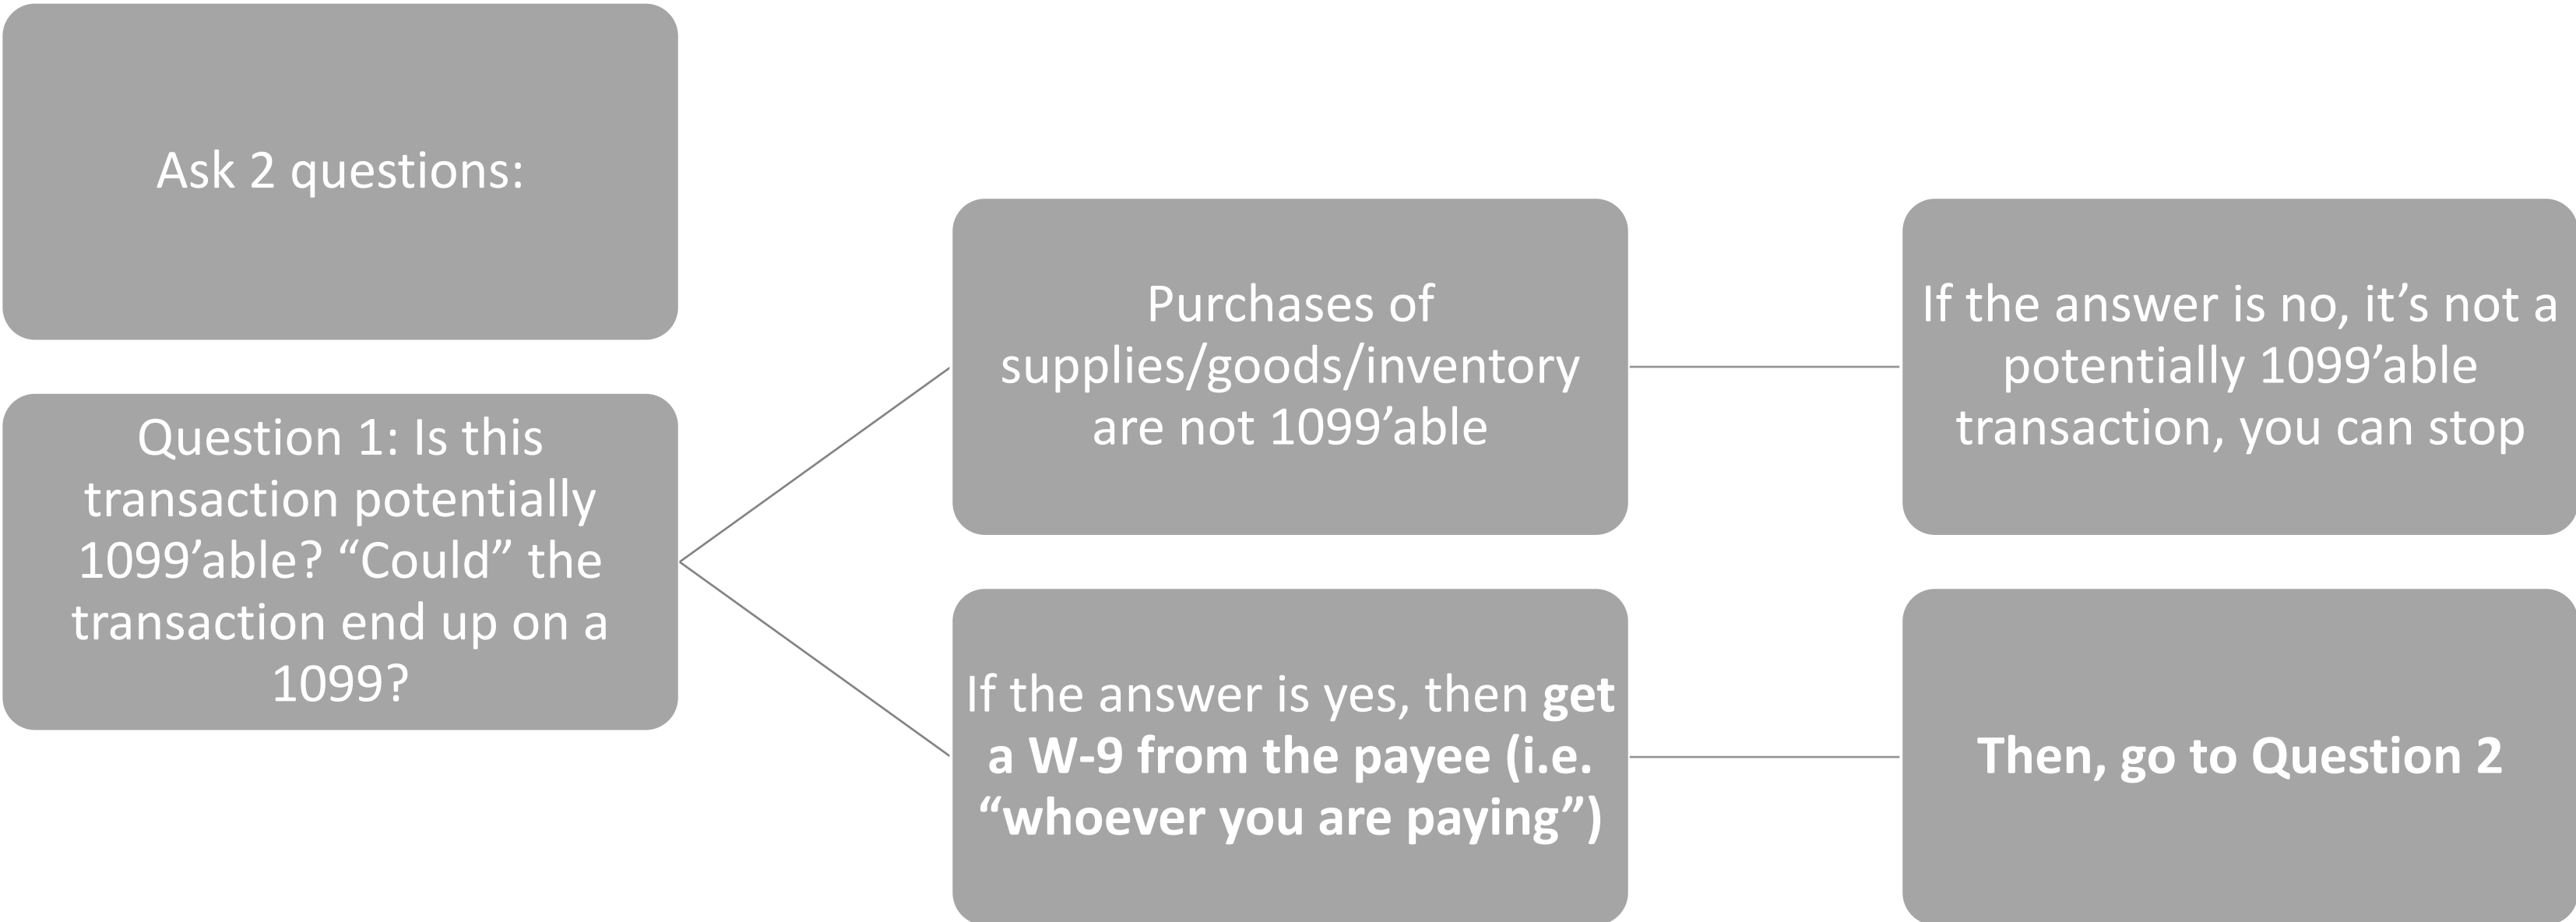 Ask 2 questions:
Question 1: Is this
transaction potentially
1099’able? “Could” the
transaction end up on a
1099?
Purchases of
supplies/goods/inventory
are not 1099’able
If the answer is no, it’s not a
potentially 1099’able
transaction, you can stop
If the answer is yes, then get
a W-9 from the payee (i.e.
“whoever you are paying”)
Then, go to Question 2